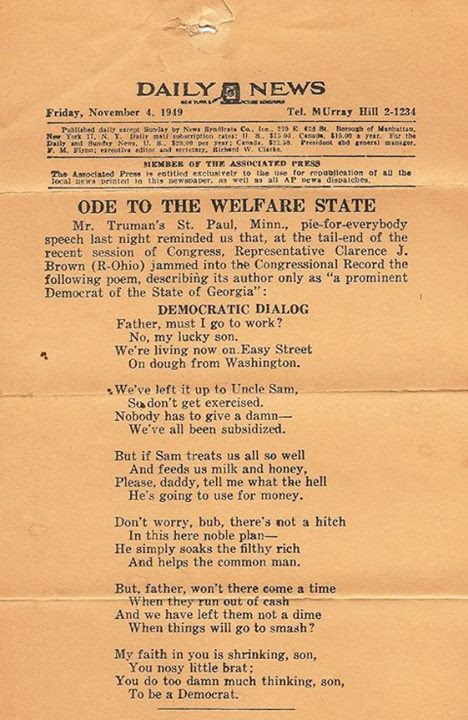 DAILY NEWS
NEW YORK'S PICTURE NEWSPAPER
Friday, November 4, 1949 Tel. MUrray Hill 2-1234
Published daily except Sunday by News Syndicate Co., Inc., 220 E. 42d St. Borough of Manhattan,
New York 17, N. Y. Daily mail subscription rates: U. S., $15.00 Canada, $15.00 a year. For the
Daily and Sunday News, U. S., $20.00 per year; Canada, $22.50. President and general manager,
F. M. Flynn; executive editor and secretary, Richard W. Clarke.
MEMBER OF THE ASSOCIATED PRESS
The Associated Press is entitled exclusively to the use for republication of all the
local news printed in this newspaper, as well as all AP news dispatches.
ODE TO THE WELFARE STATE
Mr. Truman's St. Paul, Minn., pie-for-everybody
speech last night reminded us that, at the tail-end of the
recent session of Congress, Representative Clarence J.
Brown (R-Ohio) jammed into the Congressional Record the
following poem, describing its author only as "a prominent
Democrat of the State of Georgia":
DEMOCRATIC DIALOG
Father, must I go to work?
No, my lucky son.
We're living now on Easy Street
On dough from Washington.
We've left it up to Uncle Sam,
So don't get exercised.
Nobody has to give a damn—
We've all been subsidized.
But if Sam treats us all so well
And feeds us milk and honey,
Please, daddy, tell me what the hell
He's going to use for money.
Don't worry, bub, there's not a hitch
In this here noble plan—
He simply soaks the filthy rich
And helps the common man.
But, father, won't there come a time
When they run out of cash
And we have left them not a dime
When things will go to smash?
My faith in you is shrinking, son,
You nosy little brat;
You do too damn much thinking, son,
To be a Democrat.